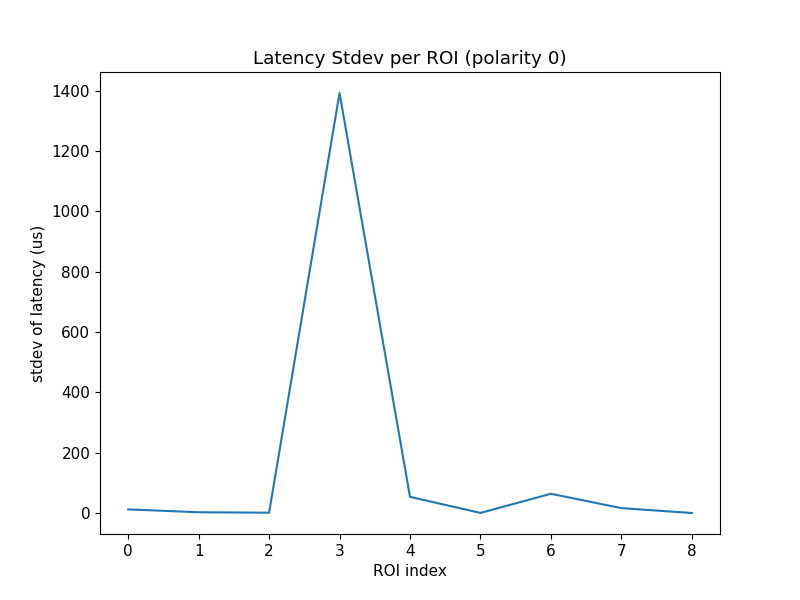 Latency Stdev per ROI (polarity 0)
1400
1200
1000
800
600
400
200
0
stdev of latency (us)
0 1 2 3 4 5 6 7 8
ROI index